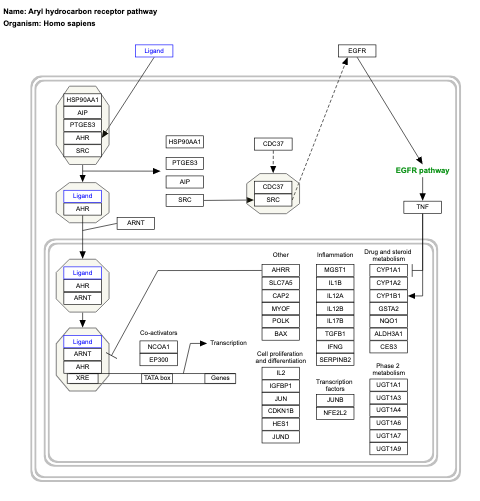 Name: Aryl hydrocarbon receptor pathway
Organism: Homo sapiens
Ligand
EGFR
HSP90AA1
AIP
PTGES3
AHR
SRC
HSP90AA1
PTGES3
AIP
SRC
CDC37
CDC37
SRC
EGFR pathway
TNF
Ligand
AHR
ARNT
Ligand
AHR
ARNT
Ligand
ARNT
AHR
XRE
Co-activators
NCOA1
EP300
Transcription
TATA box
Genes
Other
AHRR
SLC7A5
CAP2
MYOF
POLK
BAX
Cell proliferation
and differentiation
IL2
IGFBP1
JUN
CDKN1B
HES1
JUND
Inflammation
MGST1
IL1B
IL12A
IL12B
IL17B
TGFB1
IFNG
SERPINB2
Transcription
factors
JUNB
NFE2L2
Drug and steroid
metabolism
CYP1A1
CYP1A2
CYP1B1
GSTA2
NQO1
ALDH3A1
CES3
Phase 2
metabolism
UGT1A1
UGT1A3
UGT1A4
UGT1A6
UGT1A7
UGT1A9